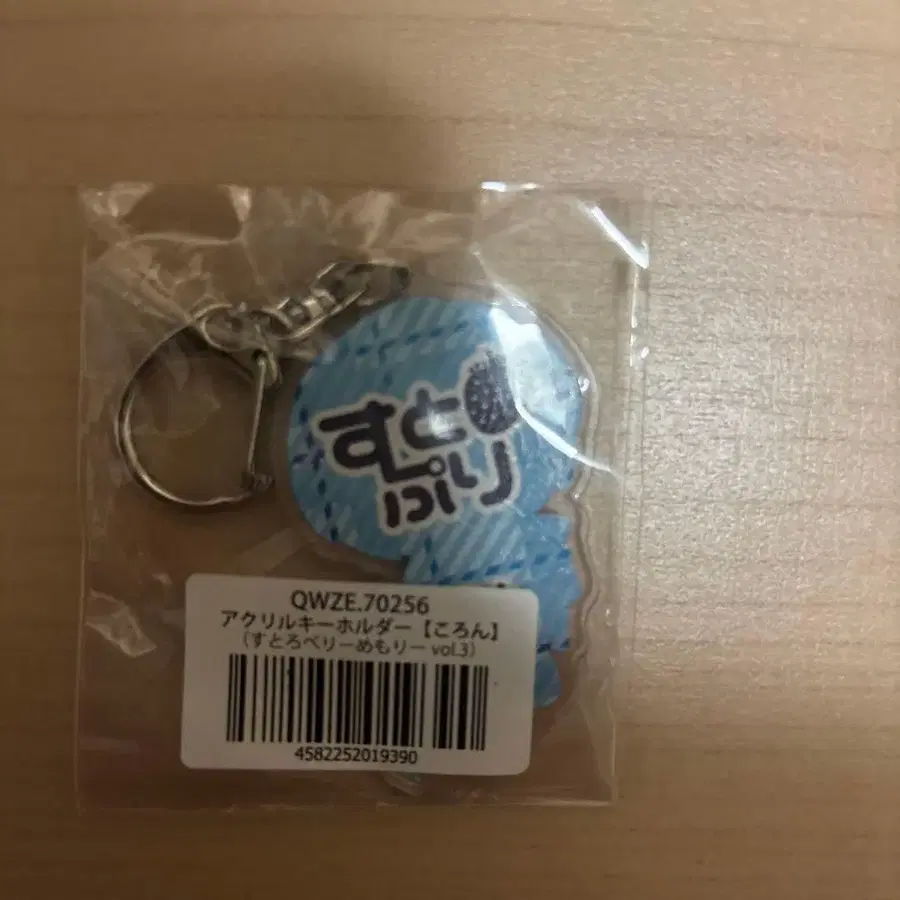 すと
ぷり
QWZE.70256
アクリルキーホルダー【ころん】
（すとろべりーめもりー vol.3）
4582252019390